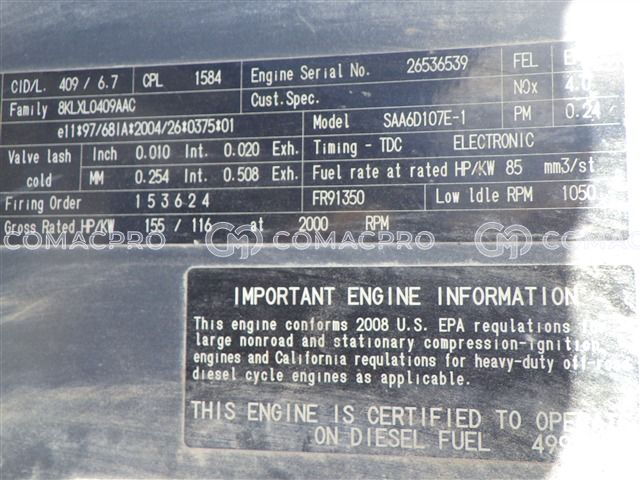 CID/L. 409 / 6.7 CPL 1584 Engine Serial No. 26536539 FEL
Family 8KLXL0409AAC Cust.Spec. NOx 4.0
e11*97/68IA*2004/26*0375*01 Model SAA6D107E-1 PM 0.24
Valve lash cold Inch 0.010 Int. 0.020 Exh. Timing - TDC ELECTRONIC
MM 0.254 Int. 0.508 Exh. Fuel rate at rated HP/KW 85 mm3/st
Firing Order 1 5 3 6 2 4 FR91350 Low ldle RPM 1050
Gross Rated HP/KW 155 / 116 at 2000 RPM
COMACPRO COMACPRO COMACPRO
IMPORTANT ENGINE INFORMATION
This engine conforms 2008 U.S. EPA requlations
large nonroad and stationary compression-ignition
engines and California requlations for heavy-duty
diesel cycle engines as applicable.
THIS ENGINE IS CERTIFIED TO
ON DIESEL FUEL